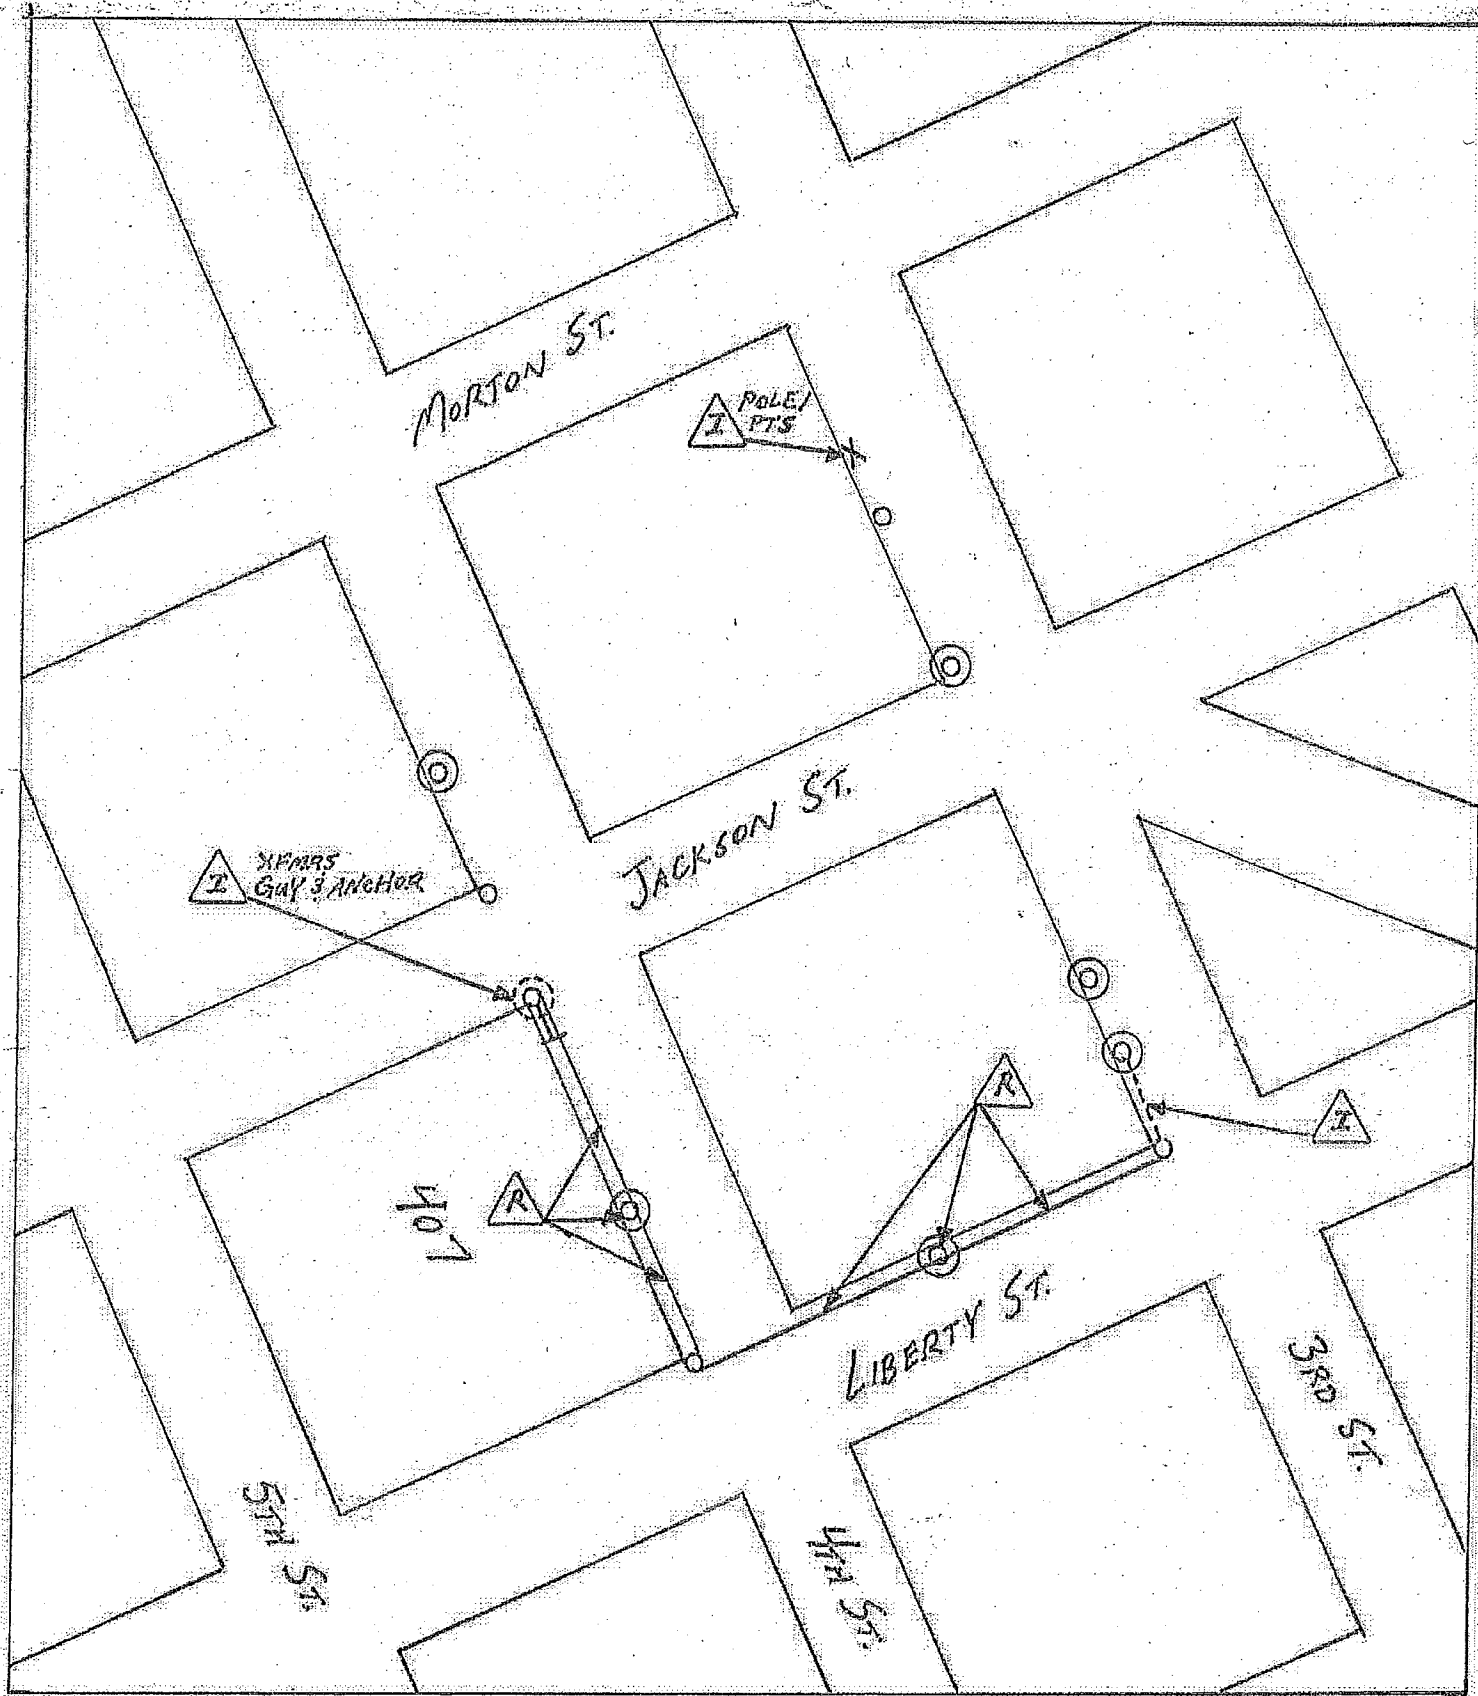 MORTON ST.
I
POLE/
PTS
JACKSON ST.
I
XFMRS
GUY & ANCHOR
R
I
R
407
LIBERTY ST.
3RD ST.
5TH ST.
4TH ST.